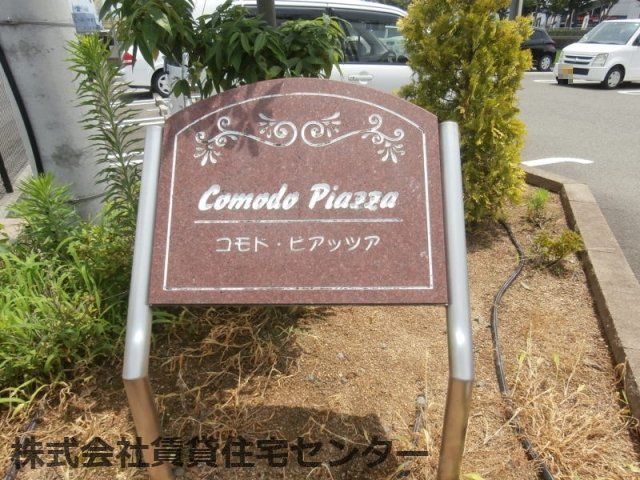 Comodo Piazza
コモド・ピアッツア
株式会社賃貸住宅センター